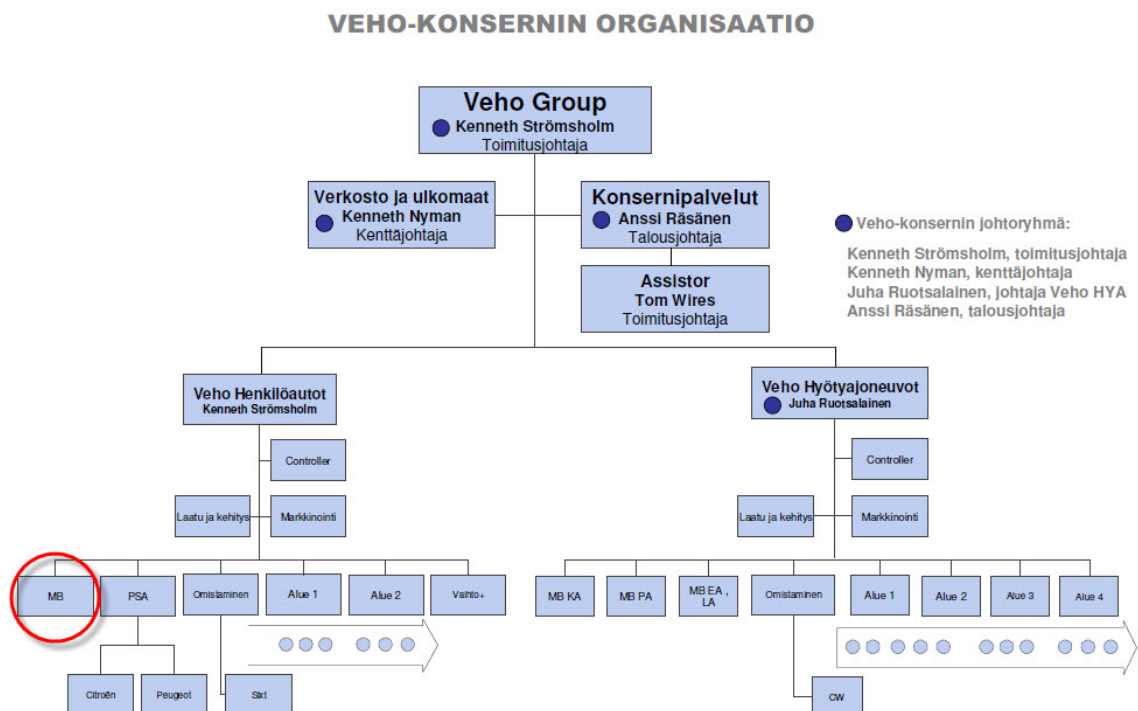 VEHO-KONSERNIN ORGANISAATIO
Veho Group
Kenneth Strömsholm
Toimitusjohtaja
Verkosto ja ulkomaat
Kenneth Nyman
Kenttäjohtaja
Konsernipalvelut
Anssi Räsänen
Talousjohtaja
Assistor
Tom Wires
Toimitusjohtaja
Veho-konsernin johtoryhmä:
Kenneth Strömsholm, toimitusjohtaja
Kenneth Nyman, kenttäjohtaja
Juha Ruotsalainen, johtaja Veho HYA
Anssi Räsänen, talousjohtaja
Veho Henkilöautot
Kenneth Strömsholm
Controller
Laatu ja kehitys
Markkinointi
MB
PSA
Omistaminen
Alue 1
Alue 2
Vaihto+
Citroën
Peugeot
Sixt
Veho Hyötyajoneuvot
Juha Ruotsalainen
Controller
Laatu ja kehitys
Markkinointi
MB KA
MB PA
MB EA ,
LA
Omistaminen
Alue 1
Alue 2
Alue 3
Alue 4
CW